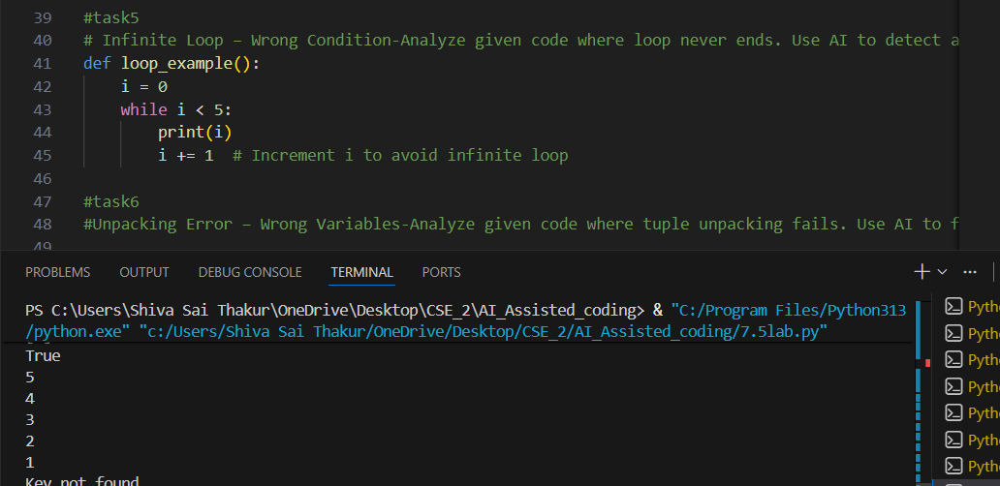 39 #task5
40 # Infinite Loop – Wrong Condition-Analyze given code where loop never ends. Use AI to detect a
41 def loop_example():
42     i = 0
43     while i < 5:
44         print(i)
45         i += 1  # Increment i to avoid infinite loop
46
47 #task6
48 #Unpacking Error – Wrong Variables-Analyze given code where tuple unpacking fails. Use AI to f
49
PROBLEMS OUTPUT DEBUG CONSOLE TERMINAL PORTS
PS C:\Users\Shiva Sai Thakur\OneDrive\Desktop\CSE_2\AI_Assisted_coding> & "C:/Program Files/Python313
/python.exe" "c:/Users/Shiva Sai Thakur/OneDrive/Desktop/CSE_2/AI_Assisted_coding/7.5lab.py"
True
5
4
3
2
1
Key not found
Pyth
Pyth
Pyth
Pyth
Pyth
Pyth
Pyth